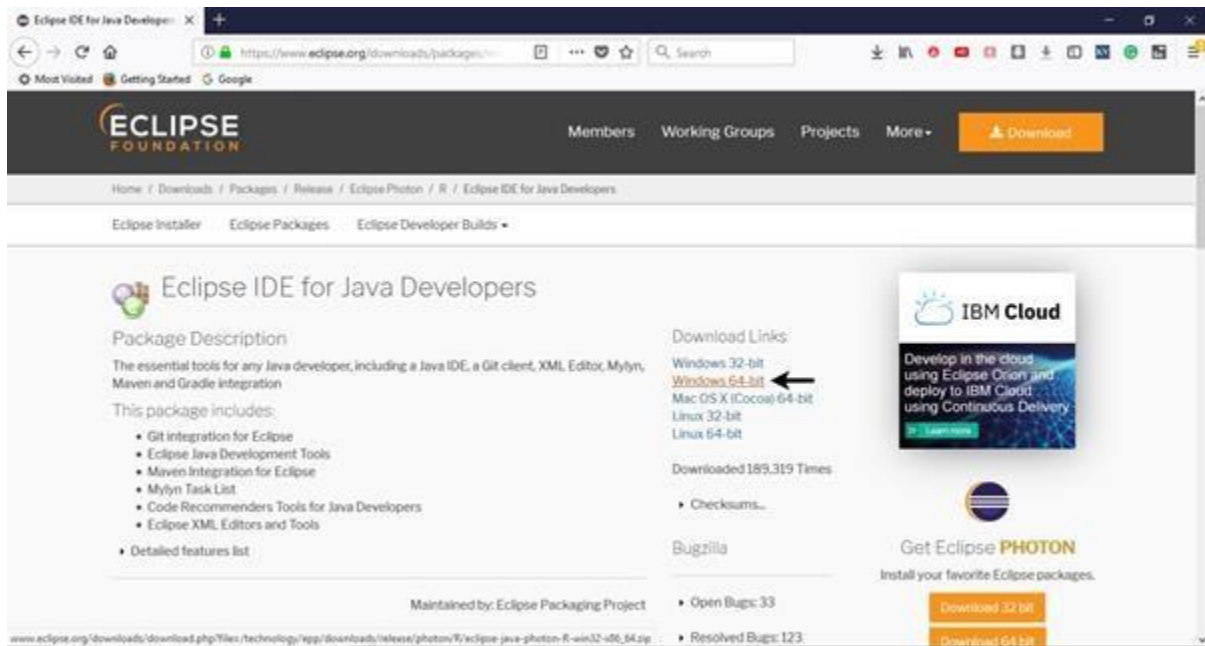 Eclipse IDE for Java Developers
https://www.eclipse.org/downloads/packages/
Search
Most Visited
Getting Started
Google
ECLIPSE
FOUNDATION
Members
Working Groups
Projects
More
Download
Home / Downloads / Packages / Release / Eclipse Photon / R / Eclipse IDE for Java Developers
Eclipse Installer
Eclipse Packages
Eclipse Developer Builds
Eclipse IDE for Java Developers
Package Description
The essential tools for any Java developer, including a Java IDE, a Git client, XML Editor, Mylyn,
Maven and Gradle integration
This package includes:
• Git integration for Eclipse
• Eclipse Java Development Tools
• Maven Integration for Eclipse
• Mylyn Task List
• Code Recommenders Tools for Java Developers
• Eclipse XML Editors and Tools
Detailed features list
Maintained by: Eclipse Packaging Project
Download Links
Windows 32-bit
Windows 64-bit
Mac OS X (Cocoa) 64-bit
Linux 32-bit
Linux 64-bit
Downloaded 189,319 Times
Checksums...
Bugzilla
Open Bugs: 33
Resolved Bugs: 123
IBM Cloud
Develop in the cloud
using Eclipse Orion and
deploy to IBM Cloud
using Continuous Delivery
Learn more
Get Eclipse PHOTON
Install your favorite Eclipse packages.
Download 32 bit
Download 64 bit
www.eclipse.org/downloads/download.php?file=/technology/epp/downloads/release/photon/R/eclipse-java-photon-R-win32-x86_64.zip